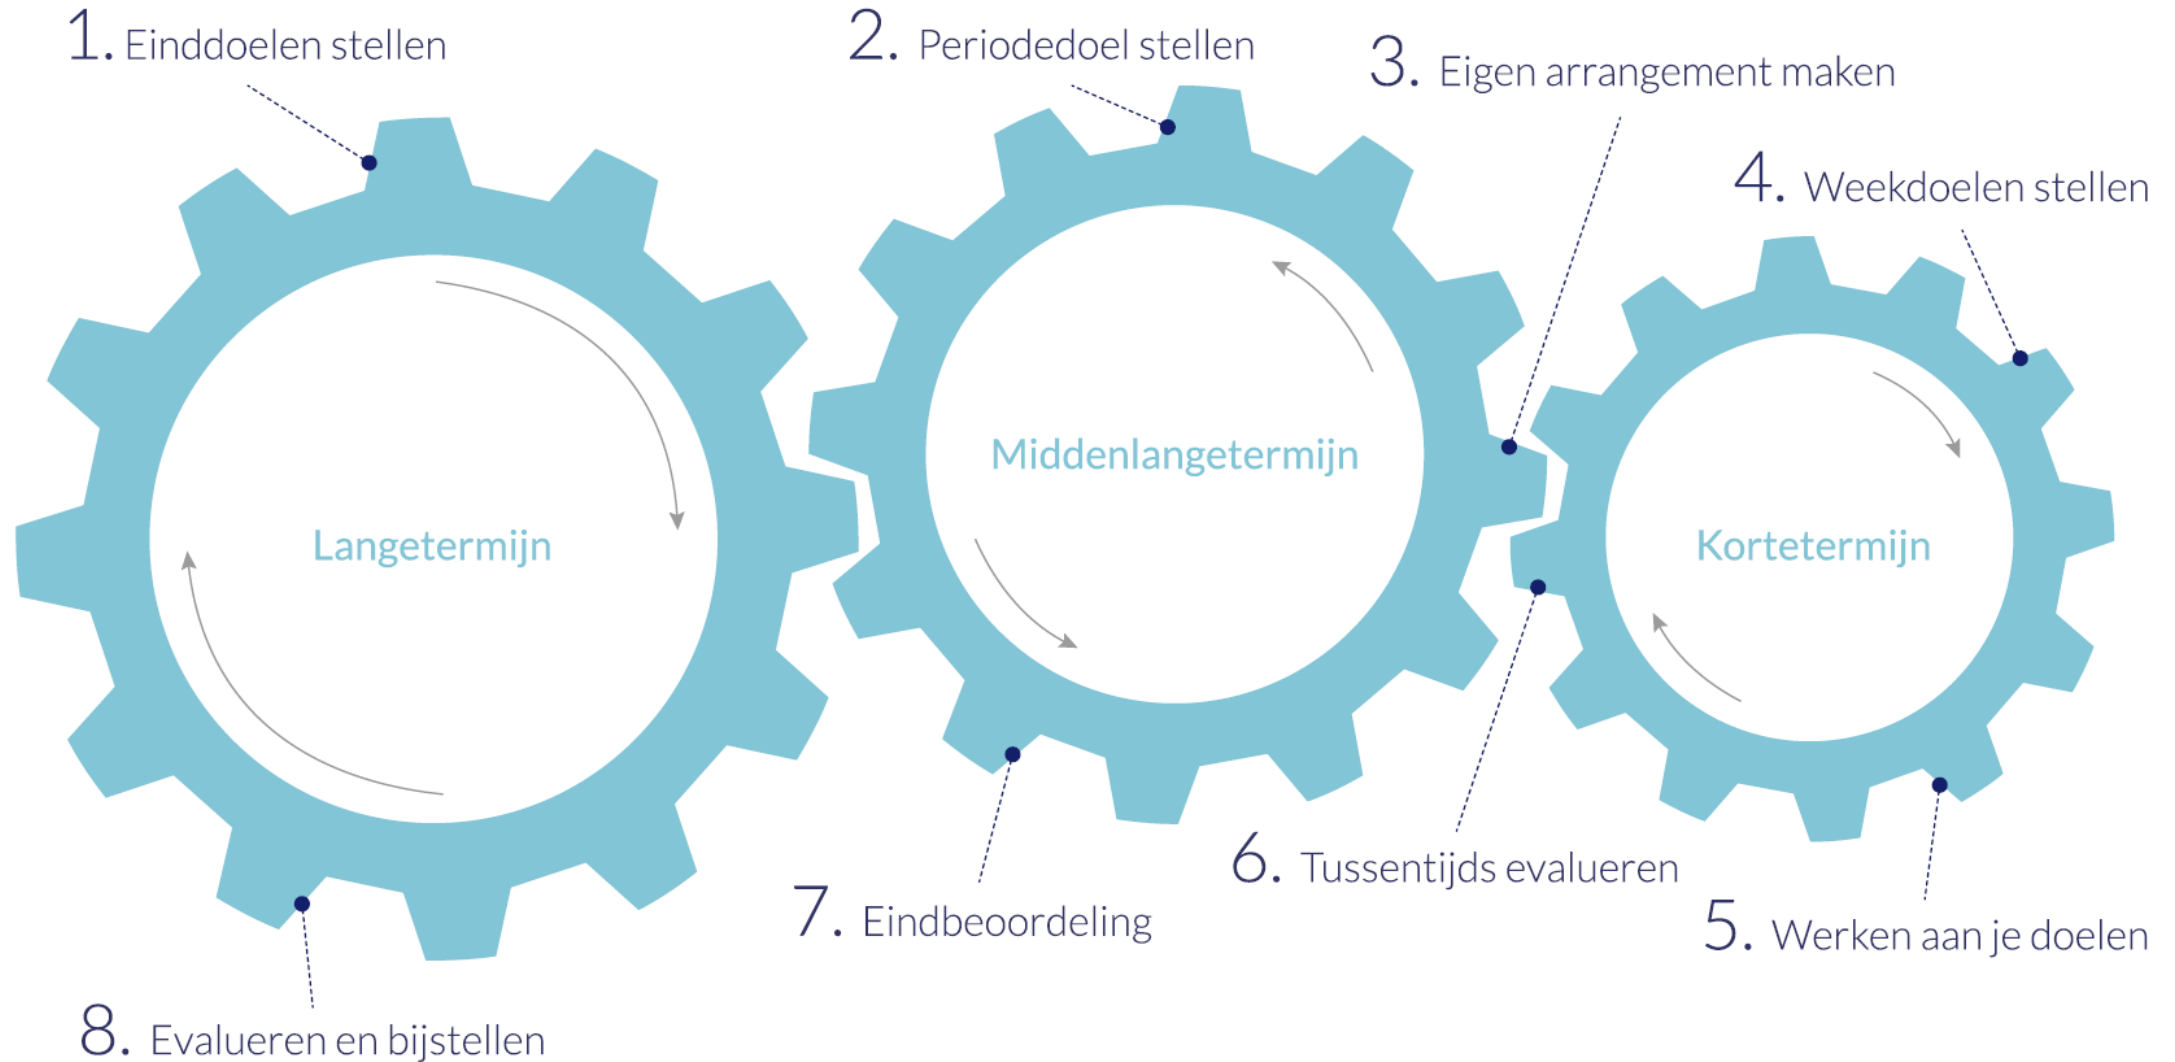 1. Einddoelen stellen
2. Periodedoel stellen
3. Eigen arrangement maken
4. Weekdoelen stellen
Langetermijn
Middenlangetermijn
Kortetermijn
5. Werken aan je doelen
6. Tussentijds evalueren
7. Eindbeoordeling
8. Evalueren en bijstellen